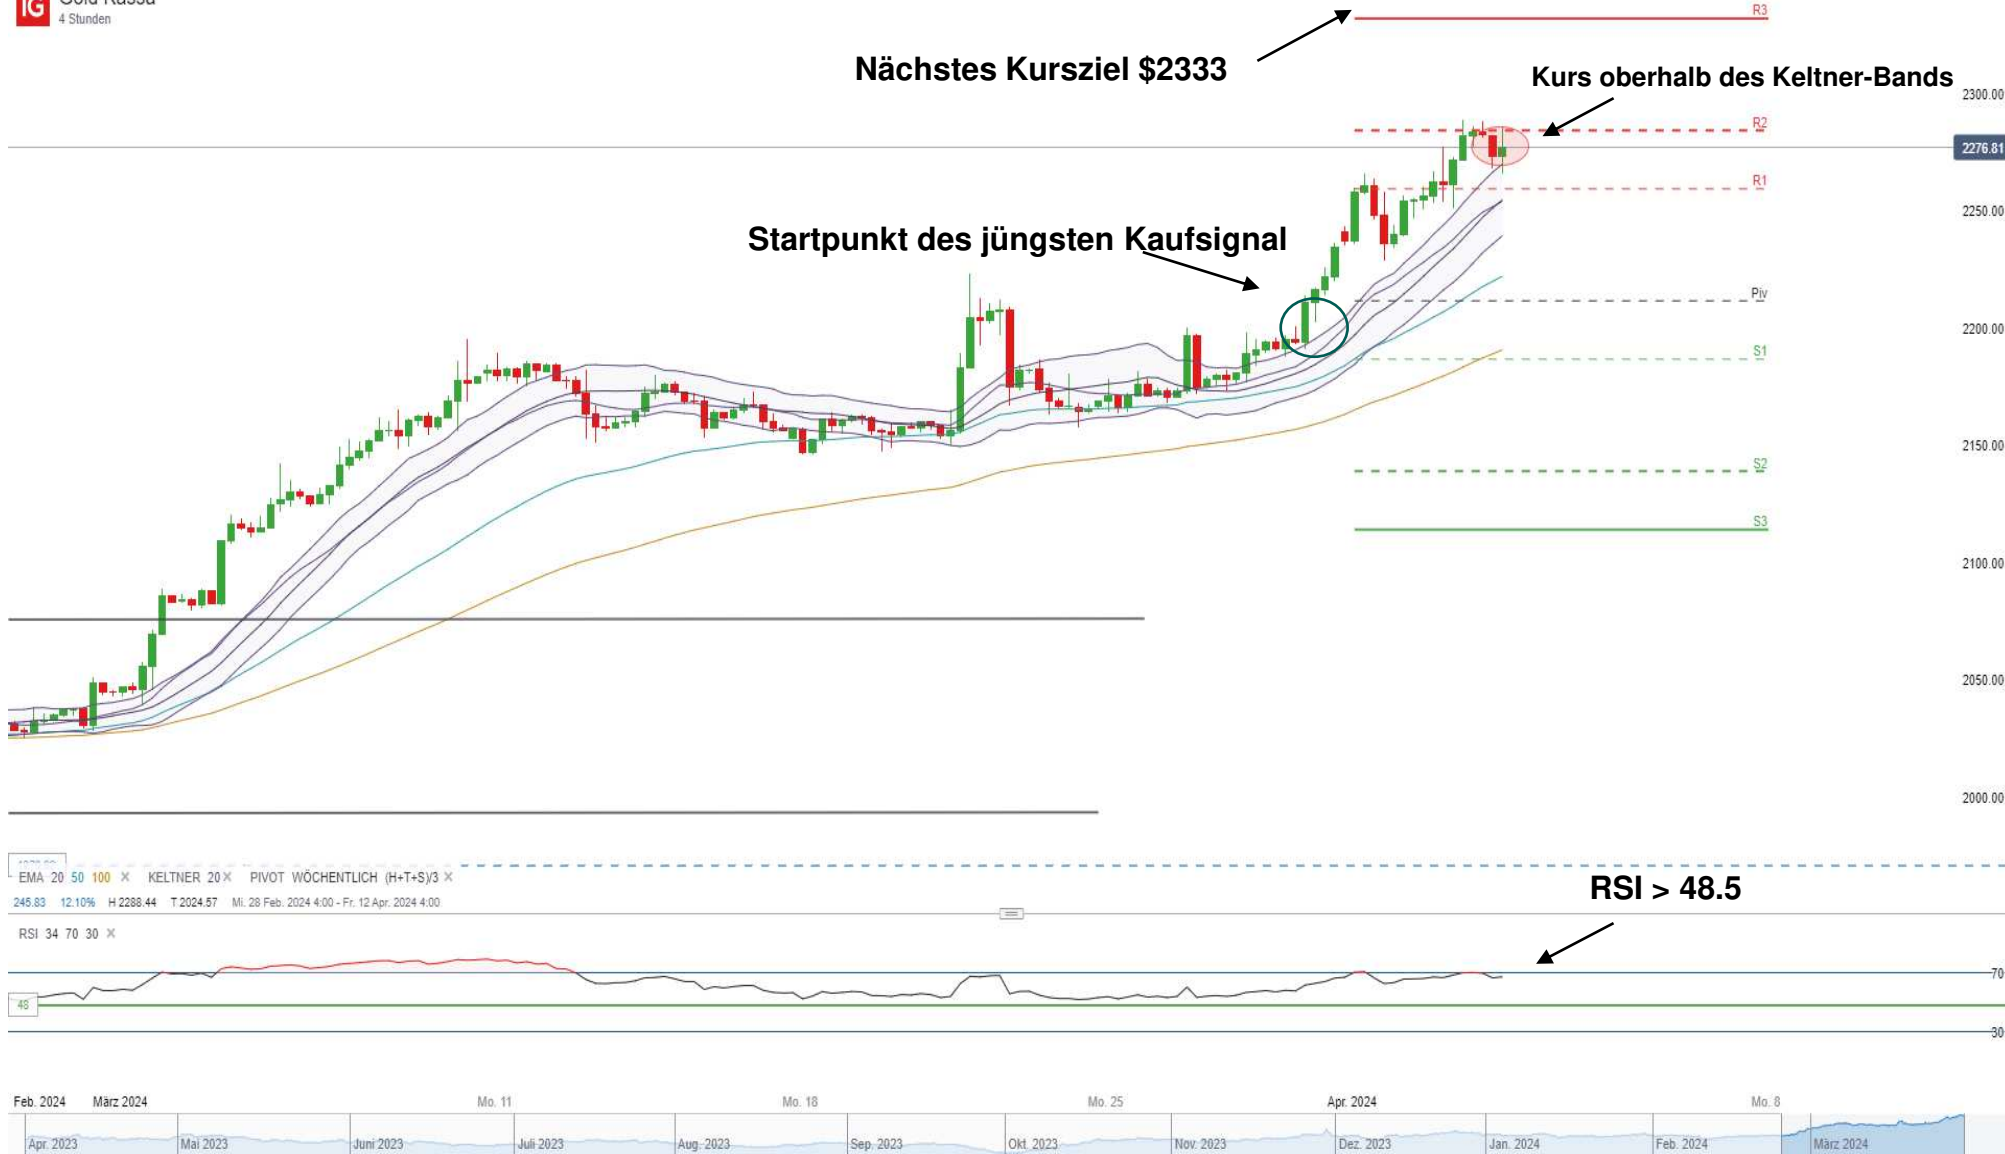 IG
Gold Kassa
4 Stunden
R3
Nächstes Kursziel $2333
Kurs oberhalb des Keltner-Bands
2300.00
R2
2276.81
R1
2250.00
Startpunkt des jüngsten Kaufsignal
Piv
2200.00
S1
2150.00
S2
S3
2100.00
2050.00
2000.00
EMA 20 50 100 × KELTNER 20 × PIVOT WÖCHENTLICH (H+T+S)/3 ×
RSI > 48.5
245.83 12.10% H 2288.44 T 2024.57 Mi. 28 Feb. 2024 4:00 - Fr. 12 Apr. 2024 4:00
RSI 34 70 30 ×
70
48
30
Feb. 2024 März 2024 Mo. 11 Mo. 18 Mo. 25 Apr. 2024 Mo. 8
Apr. 2023 Mai 2023 Juni 2023 Juli 2023 Aug. 2023 Sep. 2023 Okt. 2023 Nov. 2023 Dez. 2023 Jan. 2024 Feb. 2024 März 2024